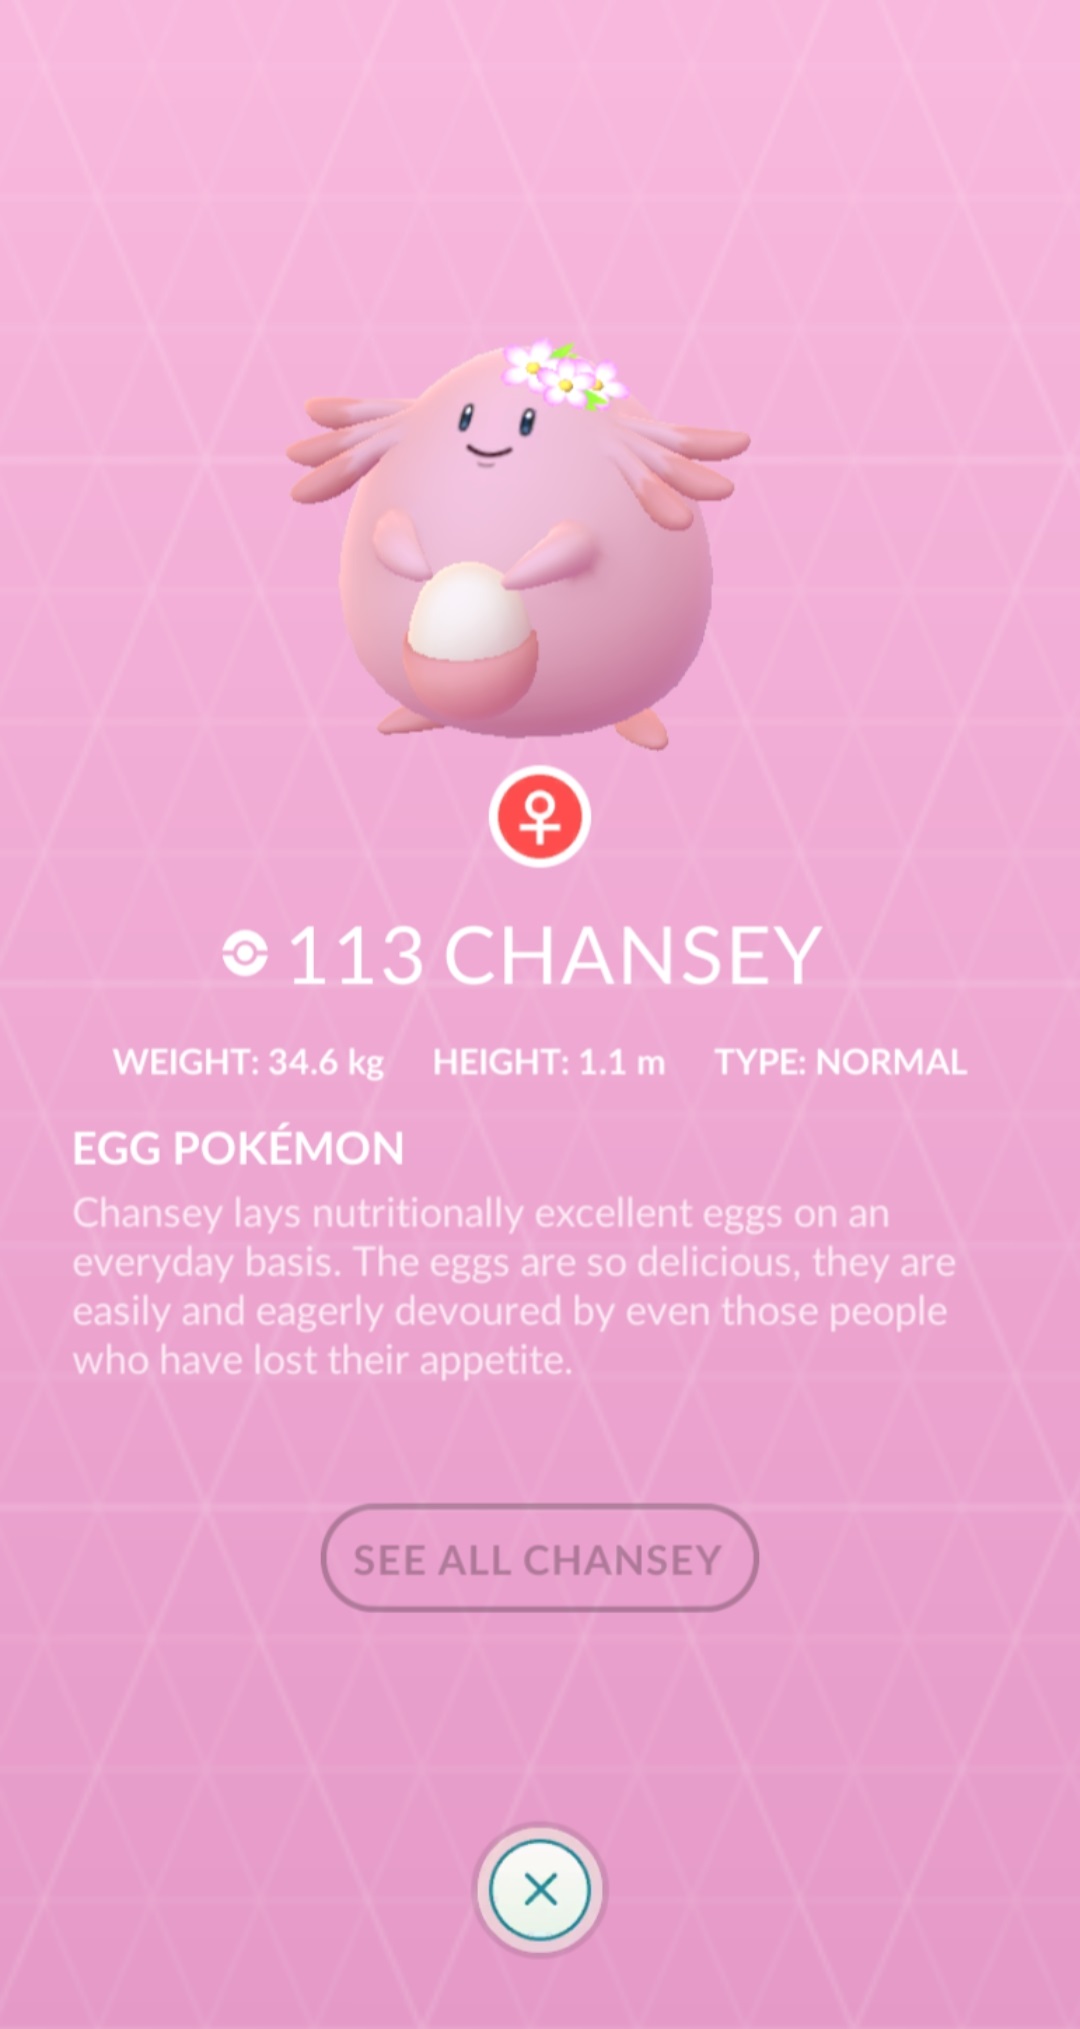 113 CHANSEY
WEIGHT: 34.6 kg HEIGHT: 1.1 m TYPE: NORMAL
EGG POKÉMON
Chansey lays nutritionally excellent eggs on an
everyday basis. The eggs are so delicious, they are
easily and eagerly devoured by even those people
who have lost their appetite.
SEE ALL CHANSEY